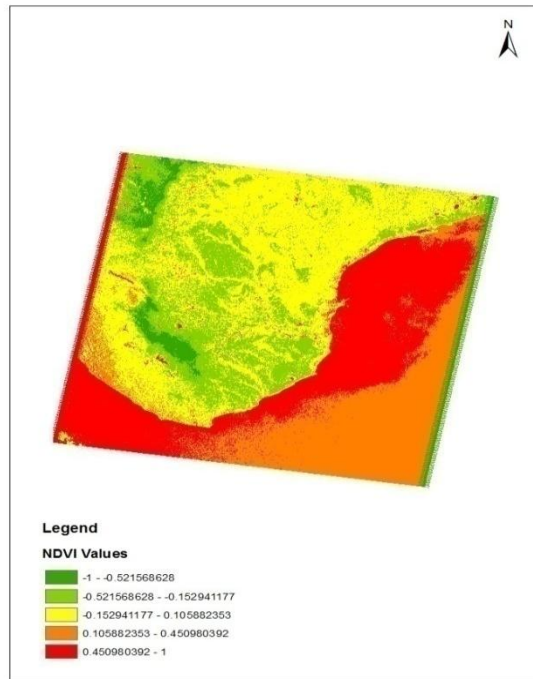 N
Legend
NDVI Values
-1 - -0.521568628
-0.521568628 - -0.152941177
-0.152941177 - 0.105882353
0.105882353 - 0.450980392
0.450980392 - 1